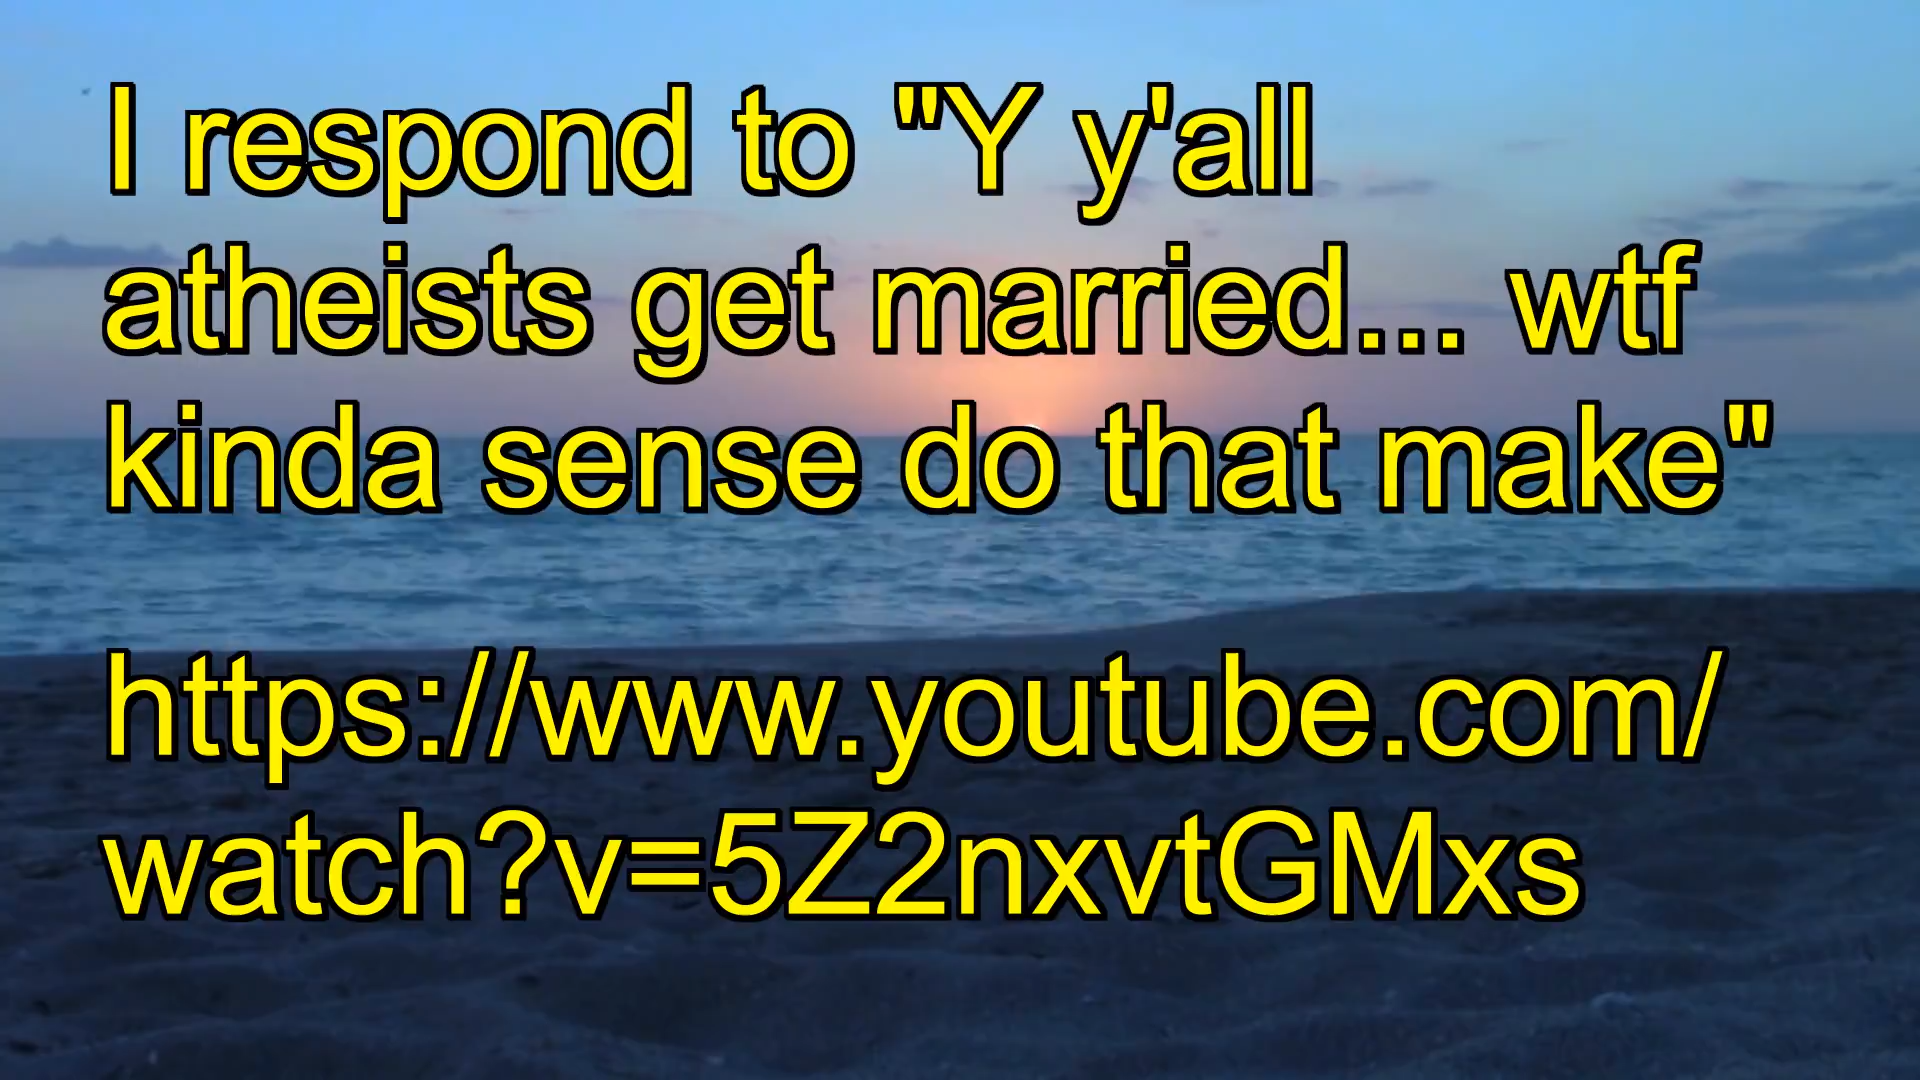 I respond to "Y y'all
atheists get married... wtf
kinda sense do that make"
https://www.youtube.com/
watch?v=5Z2nxvtGMxs